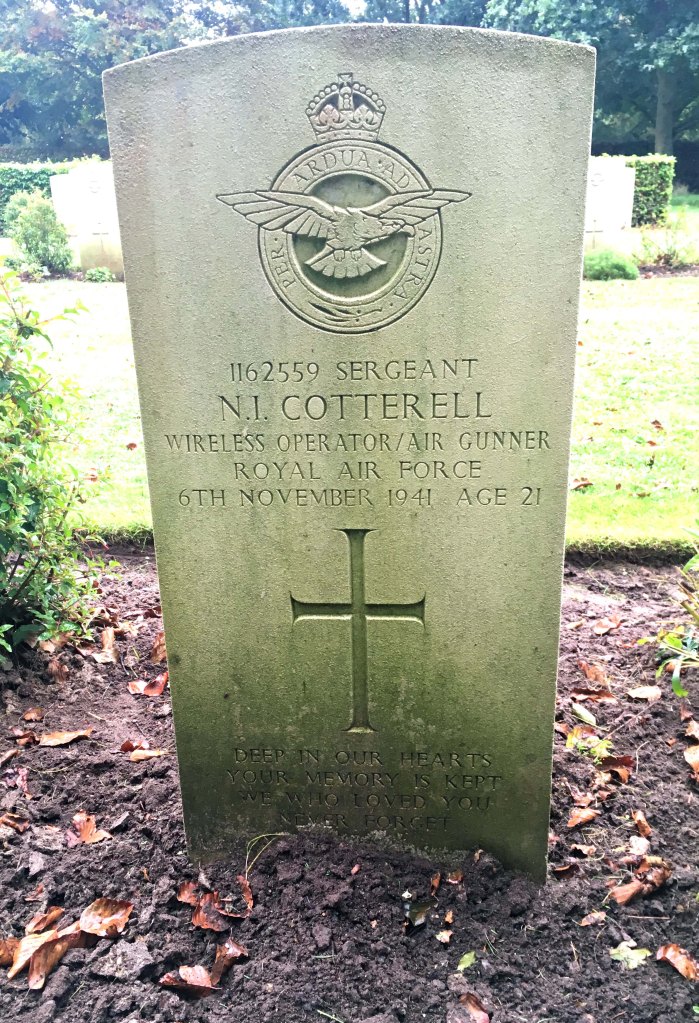 PER · ARDUA · AD ASTRA
1162559 SERGEANT
N.I. COTTERELL
WIRELESS OPERATOR/AIR GUNNER
ROYAL AIR FORCE
6TH NOVEMBER 1941 AGE 21
DEEP IN OUR HEARTS
YOUR MEMORY IS KEPT
WE WHO LOVED YOU
NEVER FORGET